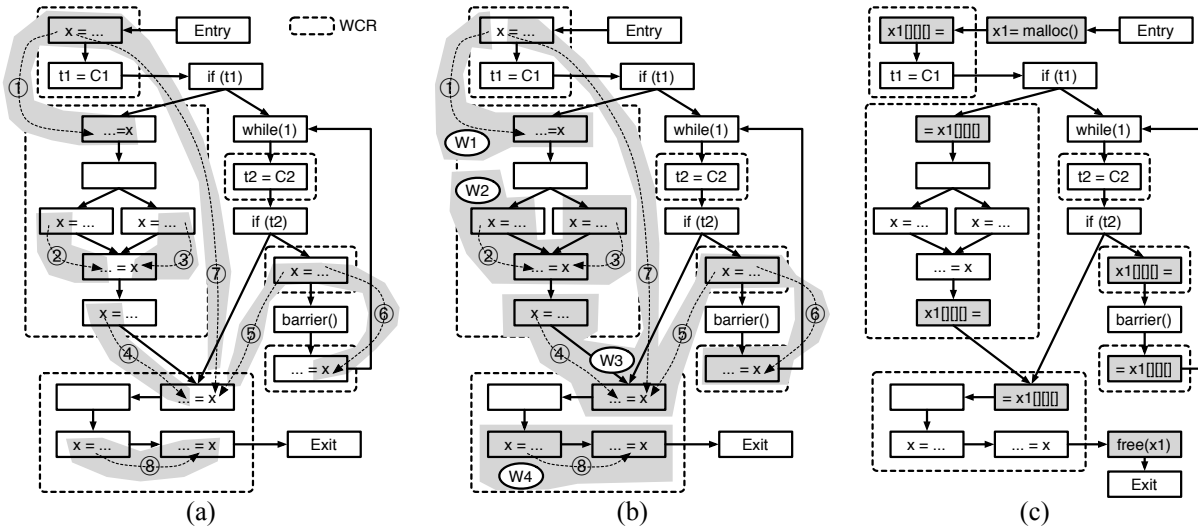 x = ...
Entry
WCR
t1 = C1
if (t1)
①
...=x
while(1)
t2 = C2
x = ...
x = ...
if (t2)
②
... = x
③
⑦
x = ...
⑥
x = ...
⑤
barrier()
④
... = x
... = x
x = ...
... = x
Exit
⑧
(a)
x = ...
Entry
t1 = C1
if (t1)
①
...=x
while(1)
W1
t2 = C2
W2
x = ...
x = ...
if (t2)
②
... = x
③
⑦
x = ...
⑥
x = ...
⑤
barrier()
④
W3
... = x
... = x
x = ...
... = x
Exit
W4
⑧
(b)
x1[][][] =
x1= malloc()
Entry
t1 = C1
if (t1)
= x1[][][]
while(1)
t2 = C2
x = ...
x = ...
if (t2)
... = x
x1[][][] =
x1[][][] =
barrier()
= x1[][][]
= x1[][][]
x = ...
... = x
free(x1)
Exit
(c)